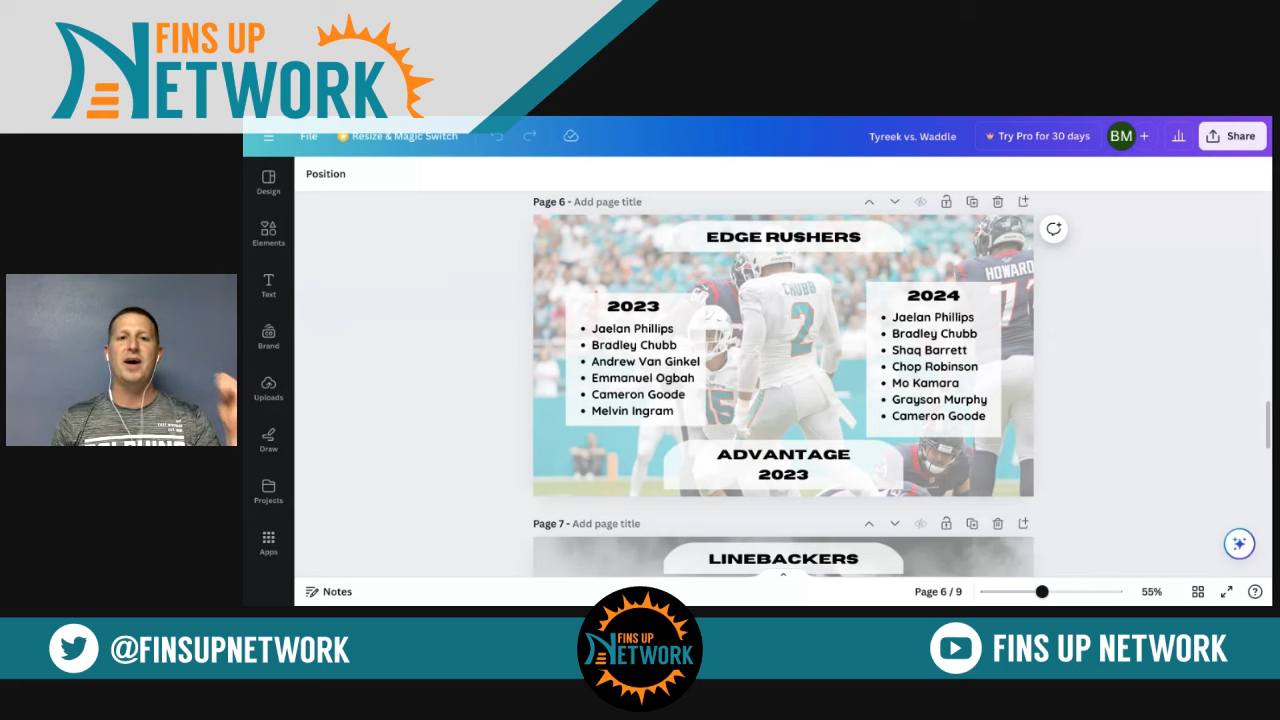 FINS UP
NETWORK
File
Resize & Magic Switch
Tyreek vs. Waddle
Try Pro for 30 days
BM
+
Share
Design
Elements
Text
Brand
Uploads
Draw
Projects
Apps
Position
Page 6 - Add page title
EDGE RUSHERS
HOWARD
CHUBB
2
7
15
2023
• Jaelan Phillips
• Bradley Chubb
• Andrew Van Ginkel
• Emmanuel Ogbah
• Cameron Goode
• Melvin Ingram
2024
• Jaelan Phillips
• Bradley Chubb
• Shaq Barrett
• Chop Robinson
• Mo Kamara
• Grayson Murphy
• Cameron Goode
ADVANTAGE
2023
Page 7 - Add page title
LINEBACKERS
Notes
Page 6 / 9
55%
@FINSUPNETWORK
FINS UP
NETWORK
FINS UP NETWORK